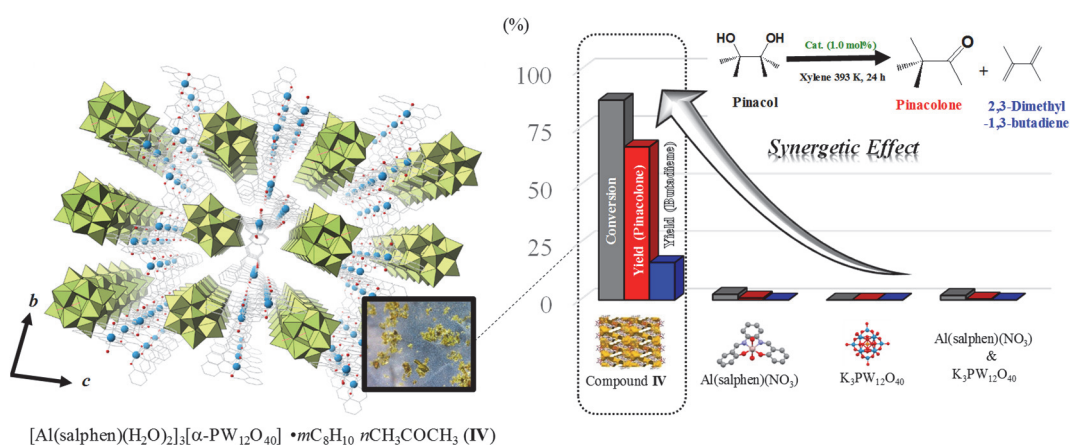 (%)
100
75
50
25
0
Conversion
Yield (Pinacolone)
Yield (Butadiene)
HO OH
Pinacol
Cat. (1.0 mol%)
Xylene 393 K, 24 h
O
Pinacolone
+
2,3-Dimethyl
-1,3-butadiene
Synergetic Effect
Compound IV
Al(salphen)(NO₃)
K₃PW₁₂O₄₀
Al(salphen)(NO₃)
&
K₃PW₁₂O₄₀
b
c
[Al(salphen)(H₂O)₂]₃[α-PW₁₂O₄₀] •mC₈H₁₀ nCH₃COCH₃ (IV)